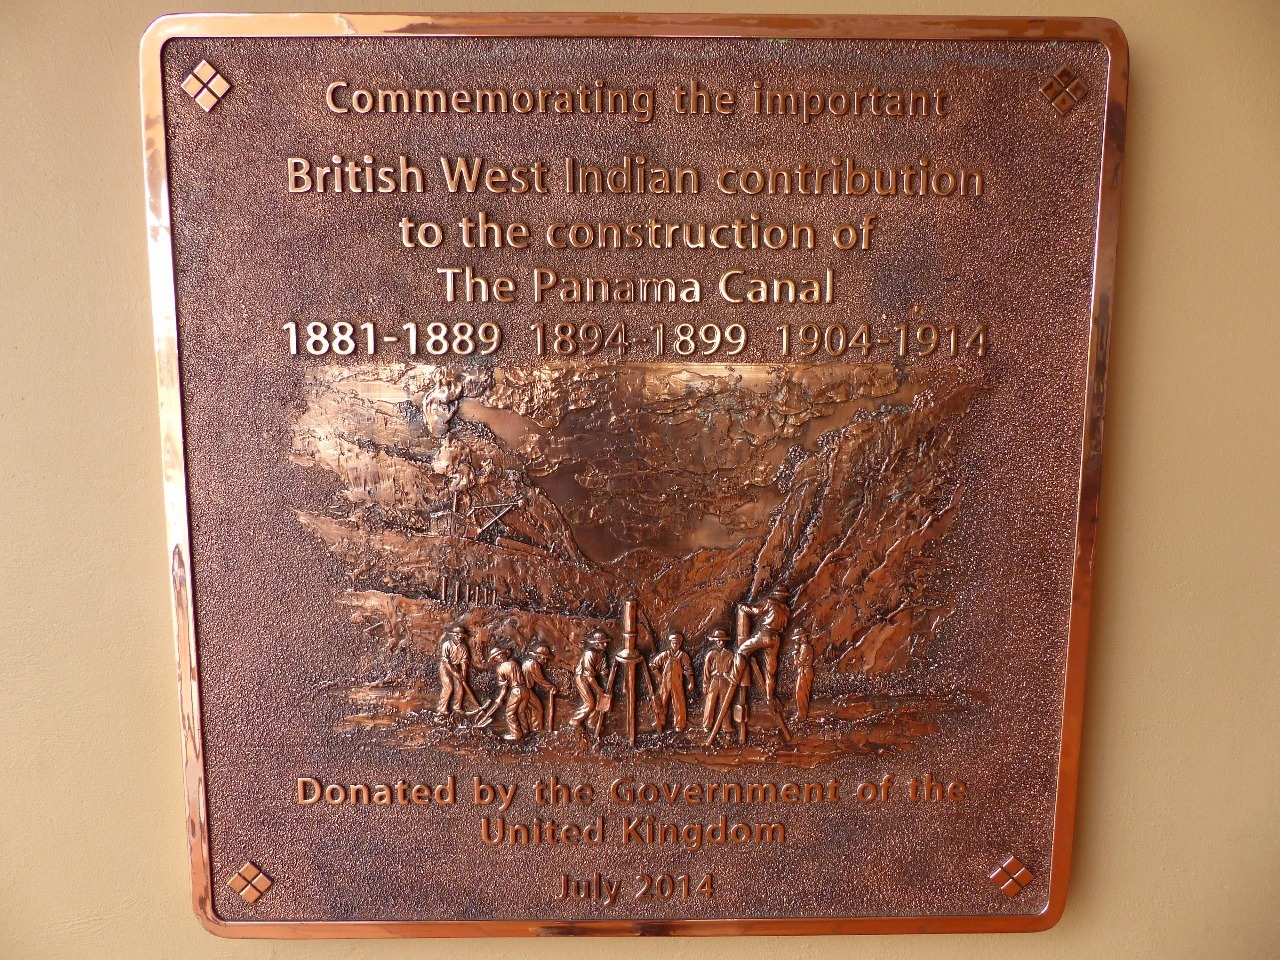 Commemorating the important
British West Indian contribution
to the construction of
The Panama Canal
1881-1889 1894-1899 1904-1914
Donated by the Government of the
United Kingdom
July 2014